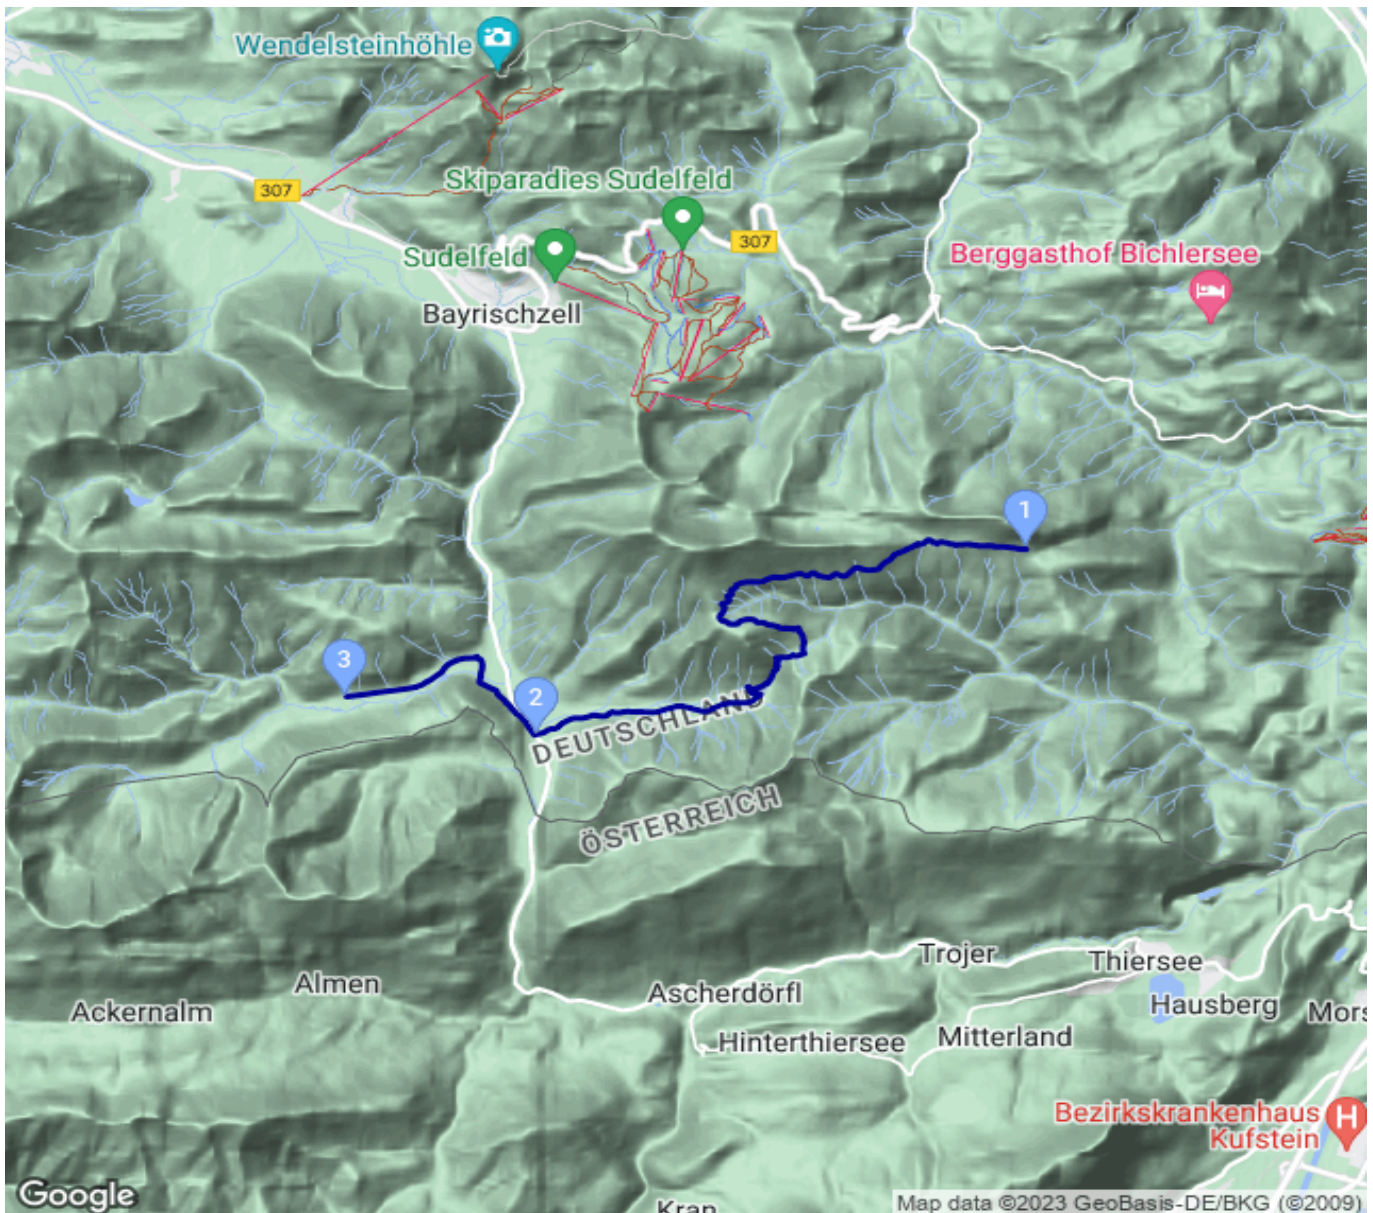 Wendelsteinhöhle
Skiparadies Sudelfeld
307
307
Sudelfeld
Berggasthof Bichlersee
Bayrischzell
1
3
2
DEUTSCHLAND
ÖSTERREICH
Trojer
Thiersee
Almen
Ascherdörfl
Ackernalm
Hausberg
Mors
Hinterthiersee
Mitterland
Bezirkskrankenhaus
Kufstein
H
Google
Map data ©2023 GeoBasis-DE/BKG (©2009)